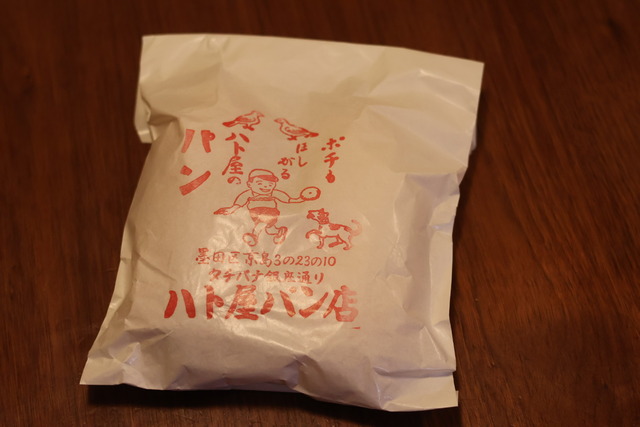 ポチも
ほし
がる
ハト屋の
パン
墨田区京島3の23の10
タチバナ銀座通り
ハト屋パン店